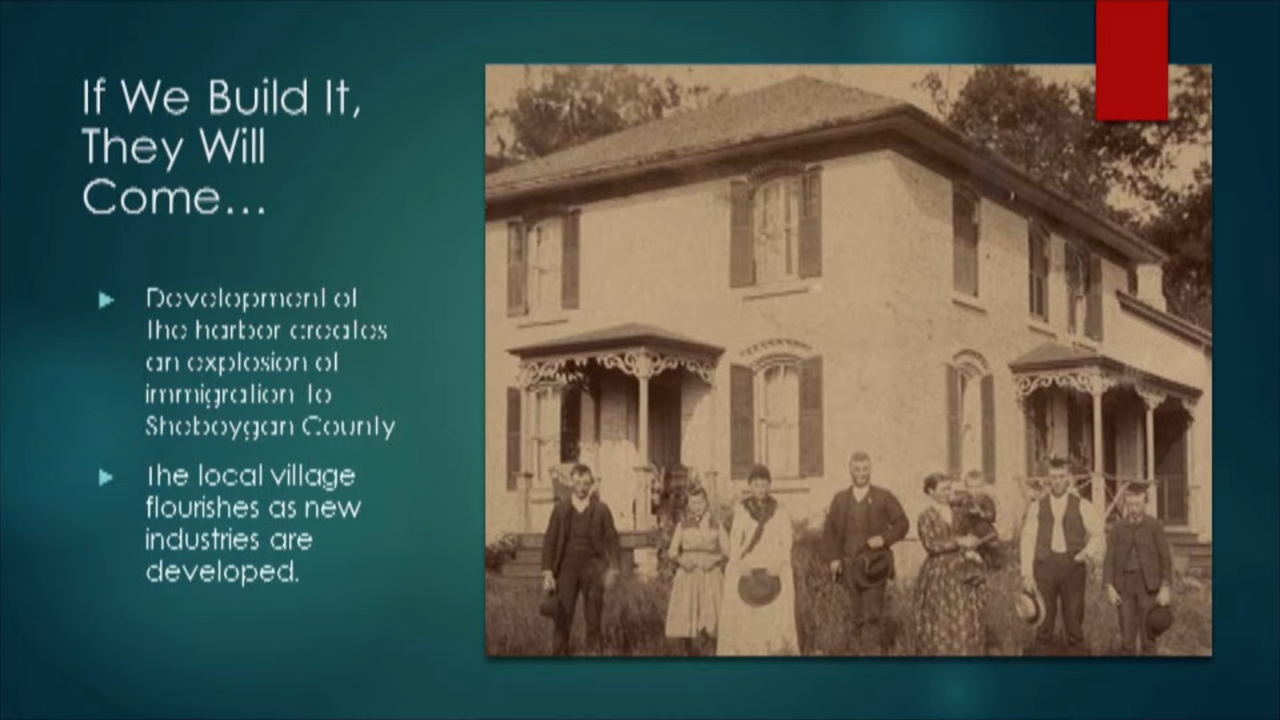 If We Build It,
They Will
Come...
Development of
the harbor creates
an explosion of
immigration to
Sheboygan County
The local village
flourishes as new
industries are
developed.